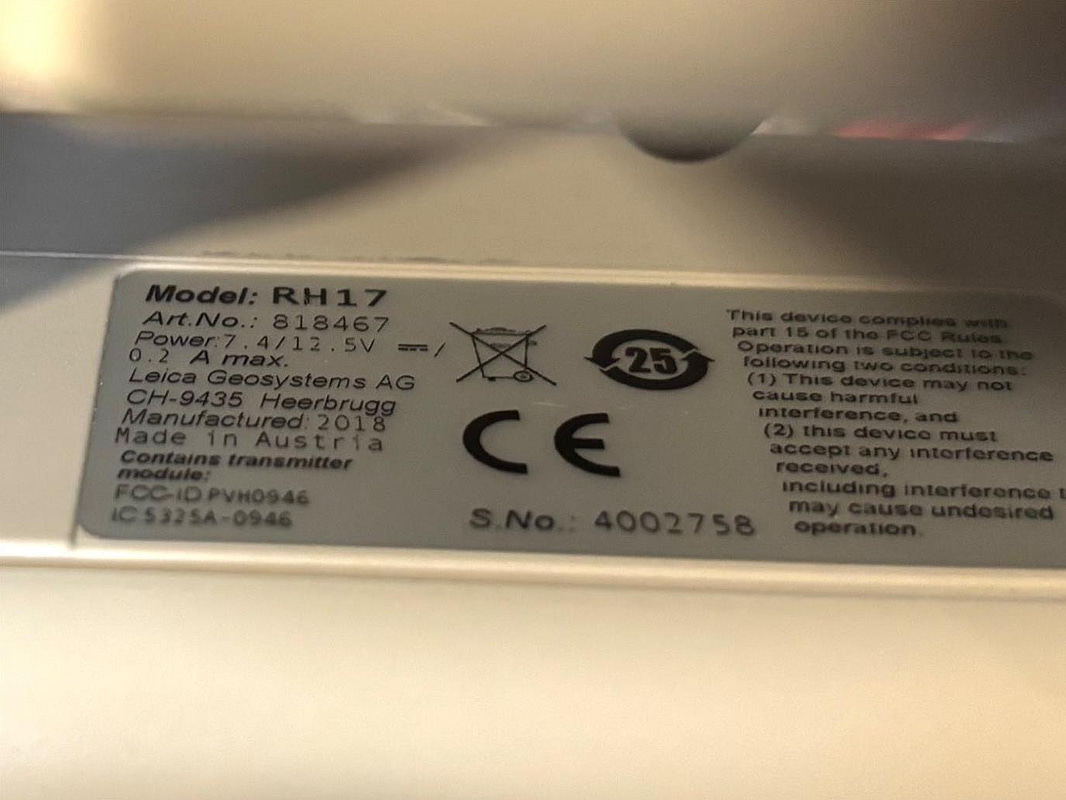 Model: RH17
Art.No.: 818467
Power:7.4/12.5V ⎓/
0.2 A max.
Leica Geosystems AG
CH-9435 Heerbrugg
Manufactured: 2018
Made in Austria
Contains transmitter
module:
FCC-ID PVH0946
IC 5325A-0946
25
CE
S.No.: 4002758
This device complies with
part 15 of the FCC Rules.
Operation is subject to the
following two conditions:
(1) This device may not
cause harmful
interference, and
(2) this device must
accept any interference
received,
including interference t
may cause undesired
operation.